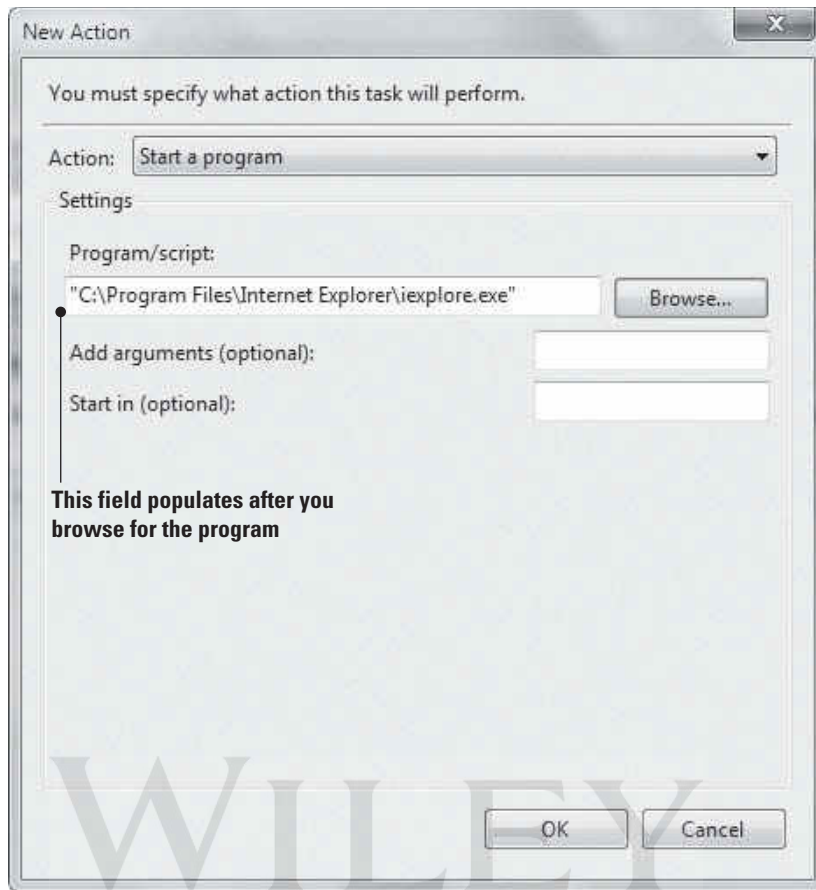 New Action
You must specify what action this task will perform.
Action: Start a program
Settings
Program/script:
"C:\Program Files\Internet Explorer\iexplore.exe" Browse...
Add arguments (optional):
Start in (optional):
This field populates after you
browse for the program
OK Cancel
WILEY